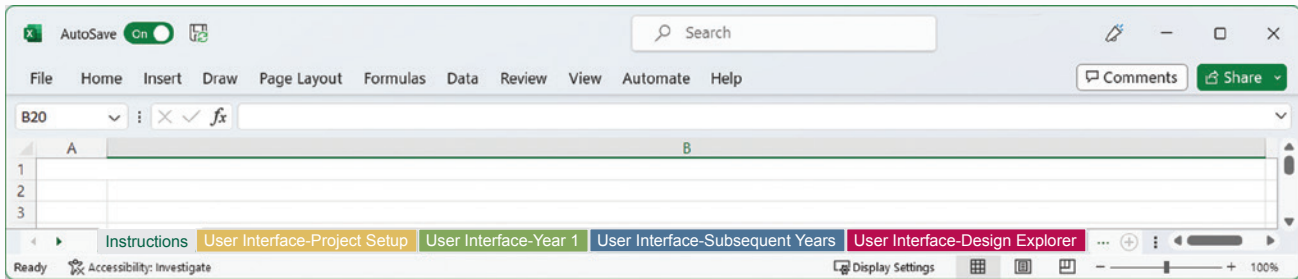 AutoSave On Search
File Home Insert Draw Page Layout Formulas Data Review View Automate Help Comments Share
B20 fx
A B
1
2
3
Instructions User Interface-Project Setup User Interface-Year 1 User Interface-Subsequent Years User Interface-Design Explorer ...
Ready Accessibility: Investigate Display Settings 100%